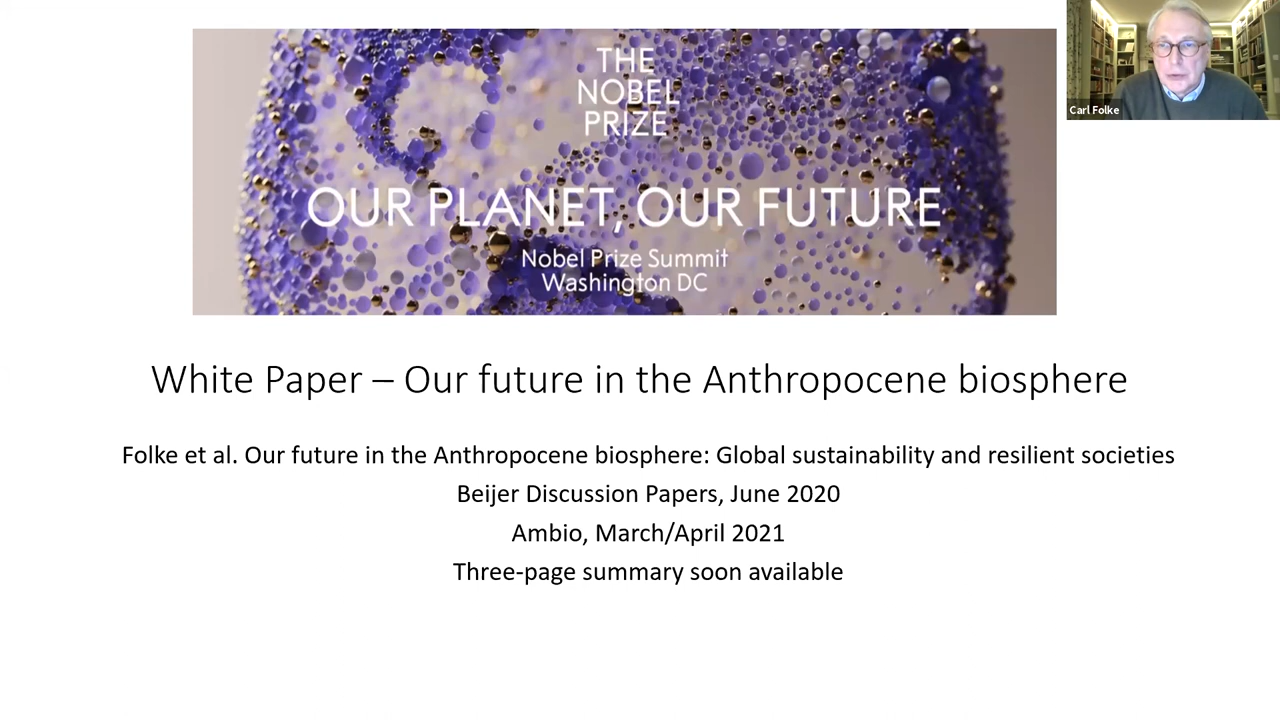 THE
NOBEL
PRIZE
OUR PLANET, OUR FUTURE
Nobel Prize Summit
Washington DC
Carl Folke
White Paper – Our future in the Anthropocene biosphere
Folke et al. Our future in the Anthropocene biosphere: Global sustainability and resilient societies
Beijer Discussion Papers, June 2020
Ambio, March/April 2021
Three-page summary soon available